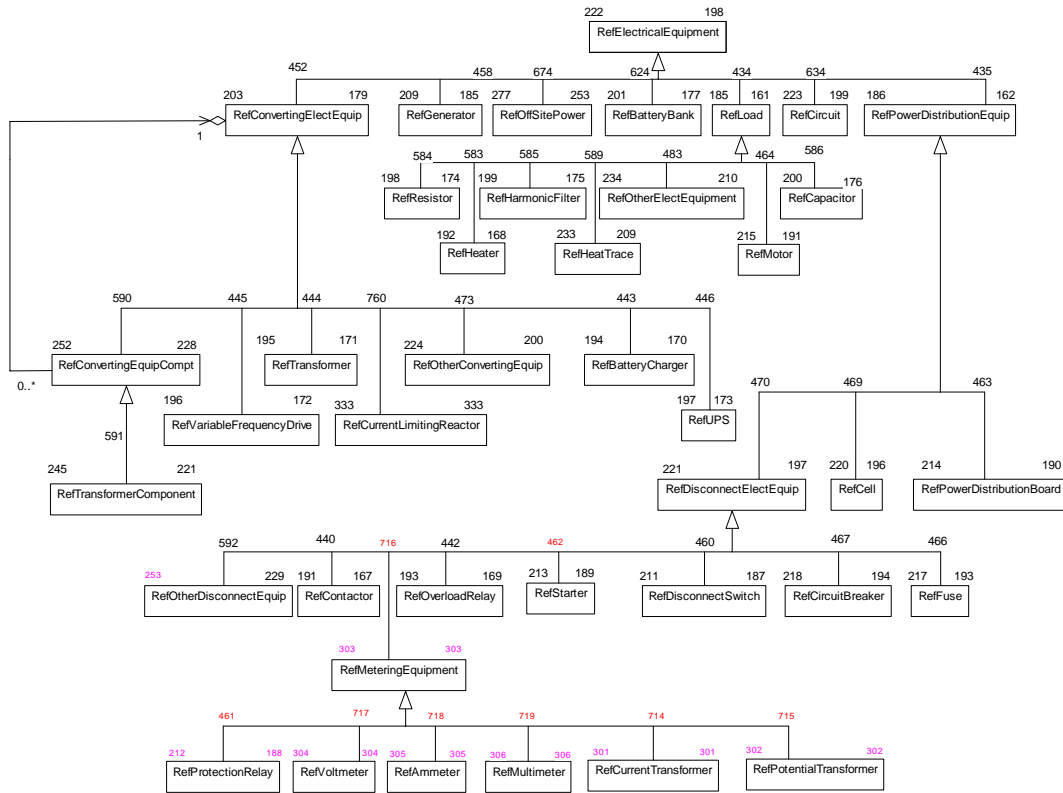 222 198
RefElectricalEquipment
452 458 674 624 434 634 435
203 179 209 185 277 253 201 177 185 161 223 199 186 162
RefConvertingElectEquip RefGenerator RefOffSitePower RefBatteryBank RefLoad RefCircuit RefPowerDistributionEquip
1
584 583 585 589 483 464 586
198 174 199 175 234 210 200 176
RefResistor RefHarmonicFilter RefOtherElectEquipment RefCapacitor
192 168 233 209 215 191
RefHeater RefHeatTrace RefMotor
590 445 444 760 473 443 446
252 228 195 171 224 200 194 170
RefConvertingEquipCompt RefTransformer RefOtherConvertingEquip RefBatteryCharger
0..*
470 469 463
196 172 333 333 197 173
RefVariableFrequencyDrive RefCurrentLimitingReactor RefUPS
591
245 221 221 197 220 196 214 190
RefTransformerComponent RefDisconnectElectEquip RefCell RefPowerDistributionBoard
592 440 716 442 462 460 467 466
253 229 191 167 193 169 213 189 211 187 218 194 217 193
RefOtherDisconnectEquip RefContactor RefOverloadRelay RefStarter RefDisconnectSwitch RefCircuitBreaker RefFuse
303 303
RefMeteringEquipment
461 717 718 719 714 715
212 188 304 304 305 305 306 306 301 301 302 302
RefProtectionRelay RefVoltmeter RefAmmeter RefMultimeter RefCurrentTransformer RefPotentialTransformer